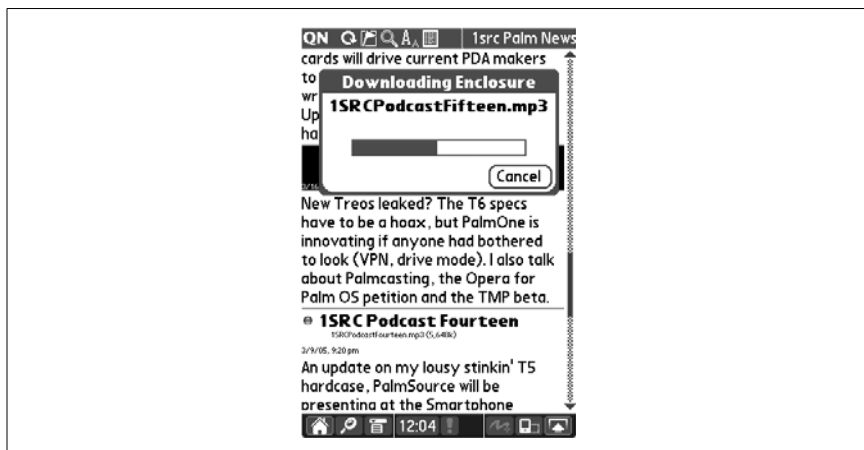 QN 1src Palm News
cards will drive current PDA makers
to
wr
Up
ha
Downloading Enclosure
1SRCPodcastFifteen.mp3
Cancel
New Treos leaked? The T6 specs
have to be a hoax, but PalmOne is
innovating if anyone had bothered
to look (VPN, drive mode). I also talk
about Palmcasting, the Opera for
Palm OS petition and the TMP beta.
1SRC Podcast Fourteen
1SRCPodcastFourteen.mp3 (5,648k)
3/9/05, 9:20 pm
An update on my lousy stinkin' T5
hardcase, PalmSource will be
presenting at the Smartphone
12:04